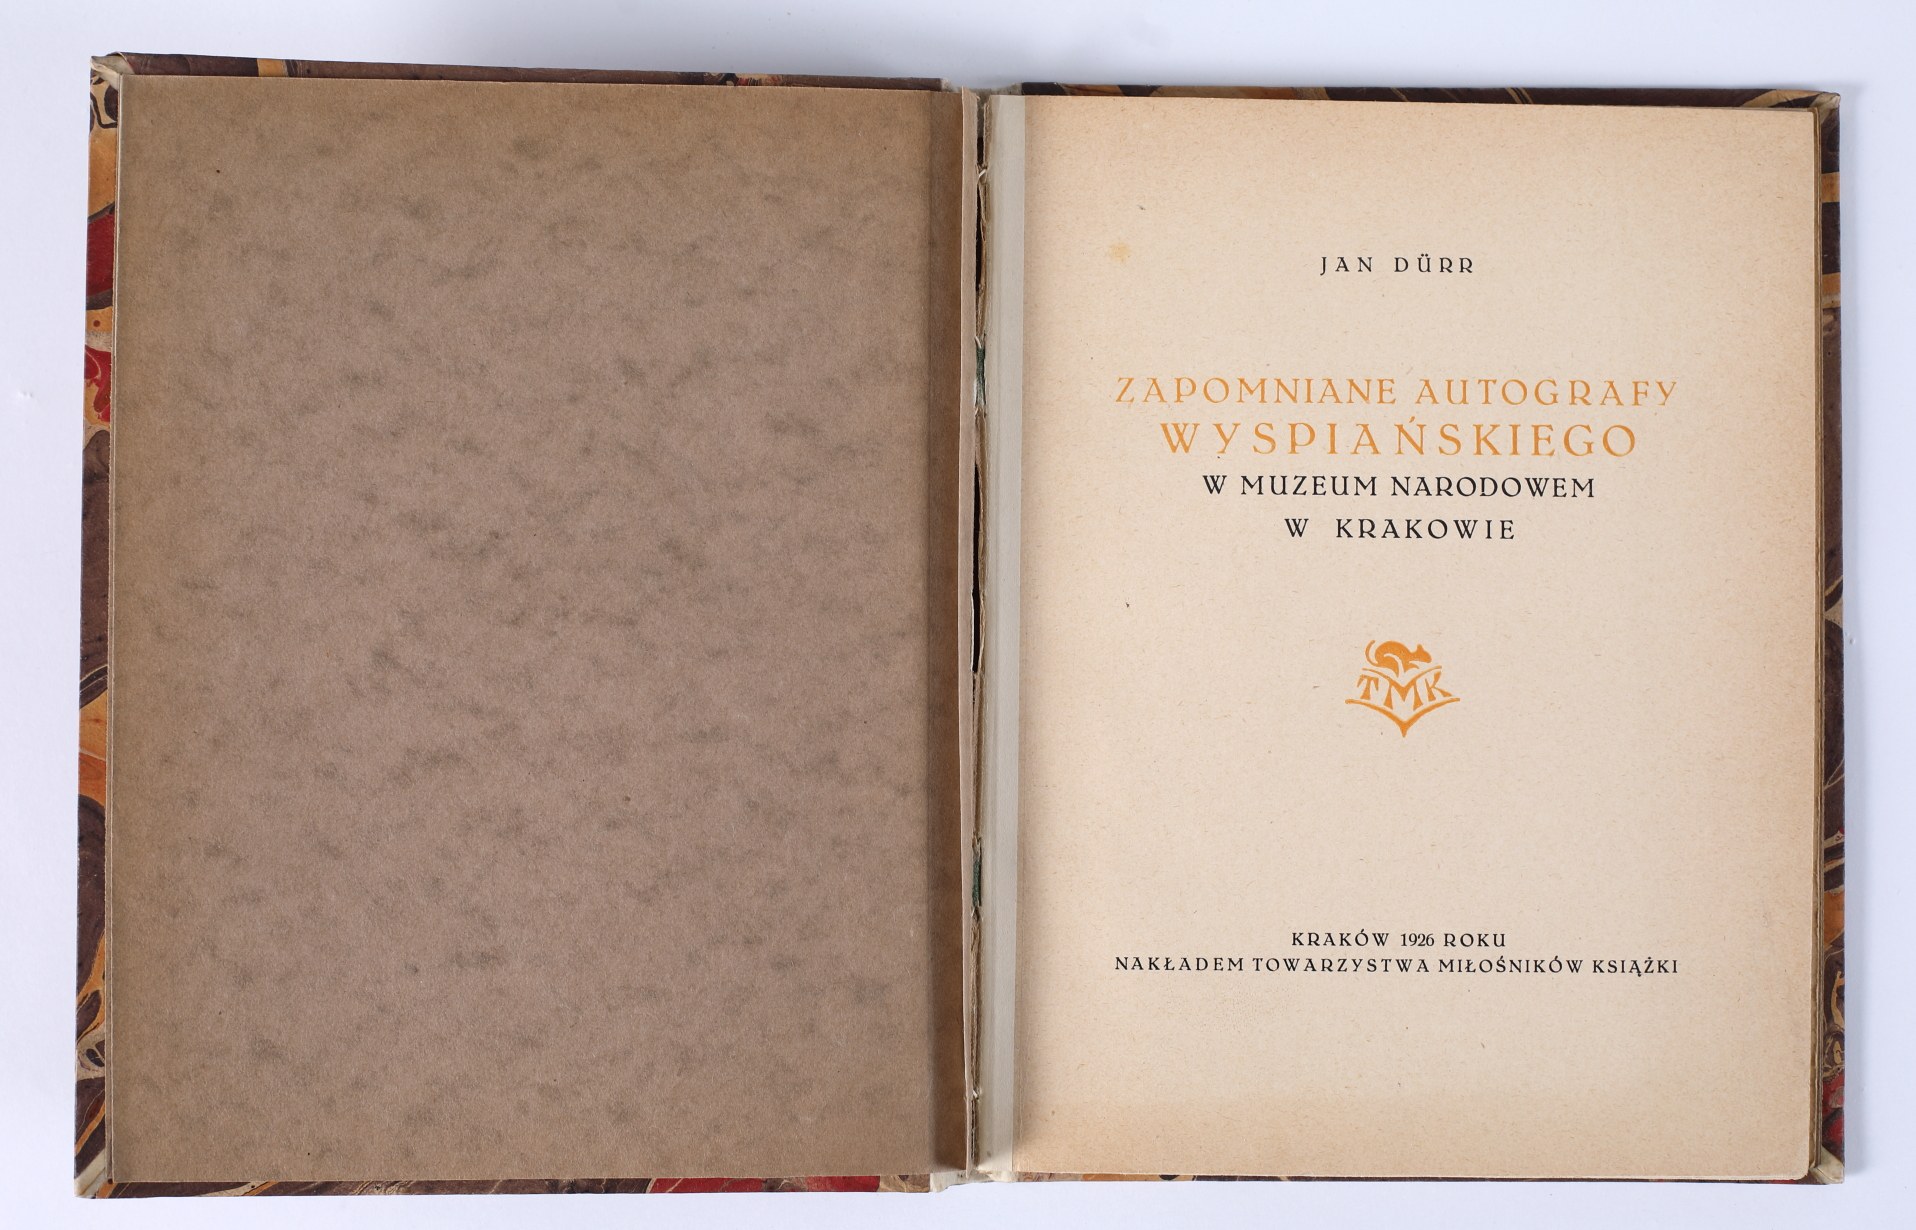 JAN DÜRR
ZAPOMNIANE AUTOGRAFY
WYSPIAŃSKIEGO
W MUZEUM NARODOWEM
W KRAKOWIE
TMK
KRAKÓW 1926 ROKU
NAKŁADEM TOWARZYSTWA MIŁOŚNIKÓW KSIĄŻKI